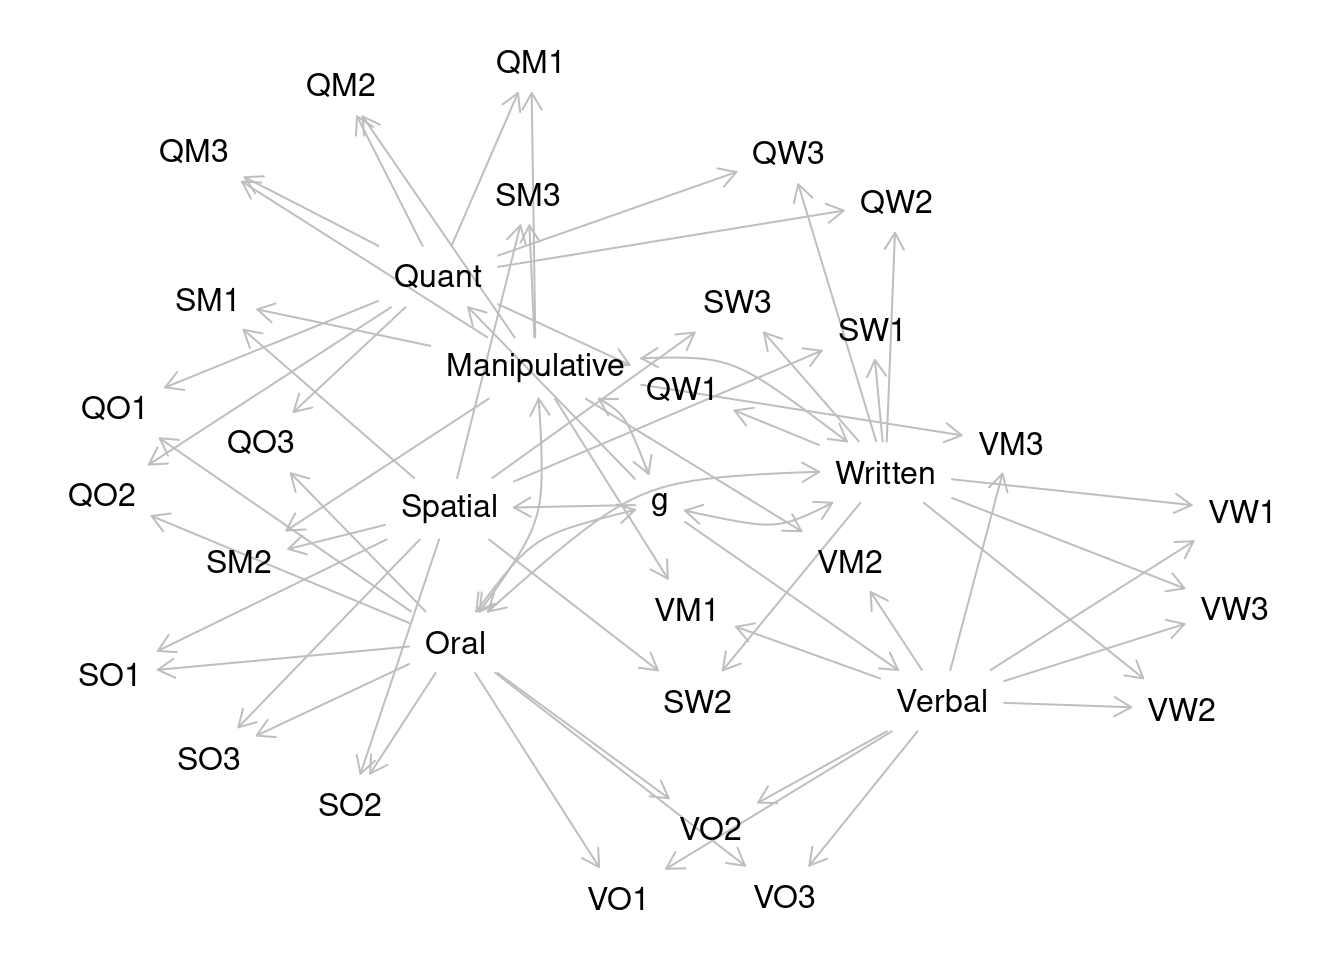 QM1
QM2
QM3
QW3
SM3
QW2
Quant
SM1
SW3
SW1
Manipulative
QW1
QO1
QO3
VM3
Written
QO2
Spatial
g
VW1
SM2
VM2
VM1
VW3
Oral
SO1
SW2
Verbal
VW2
SO3
SO2
VO2
VO1
VO3